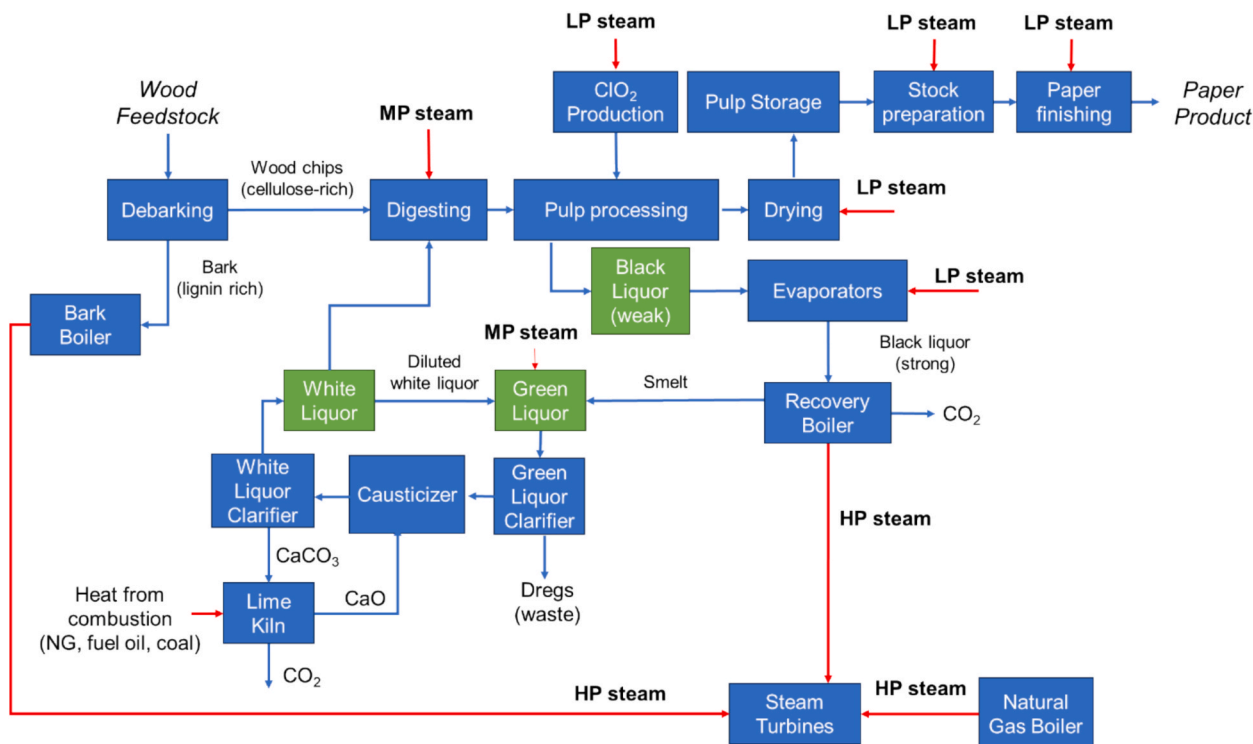 LP steam
LP steam
LP steam
Wood
Feedstock
MP steam
ClO₂
Production
Pulp Storage
Stock
preparation
Paper
finishing
Paper
Product
Wood chips
(cellulose-rich)
Debarking
Digesting
Pulp processing
Drying
LP steam
Bark
(lignin rich)
Bark
Boiler
Black
Liquor
(weak)
Evaporators
LP steam
MP steam
Black liquor
(strong)
White
Liquor
Diluted
white liquor
Green
Liquor
Smelt
Recovery
Boiler
CO₂
White
Liquor
Clarifier
Causticizer
Green
Liquor
Clarifier
HP steam
CaCO₃
Heat from
combustion
(NG, fuel oil, coal)
Lime
Kiln
CaO
Dregs
(waste)
CO₂
HP steam
Steam
Turbines
HP steam
Natural
Gas Boiler